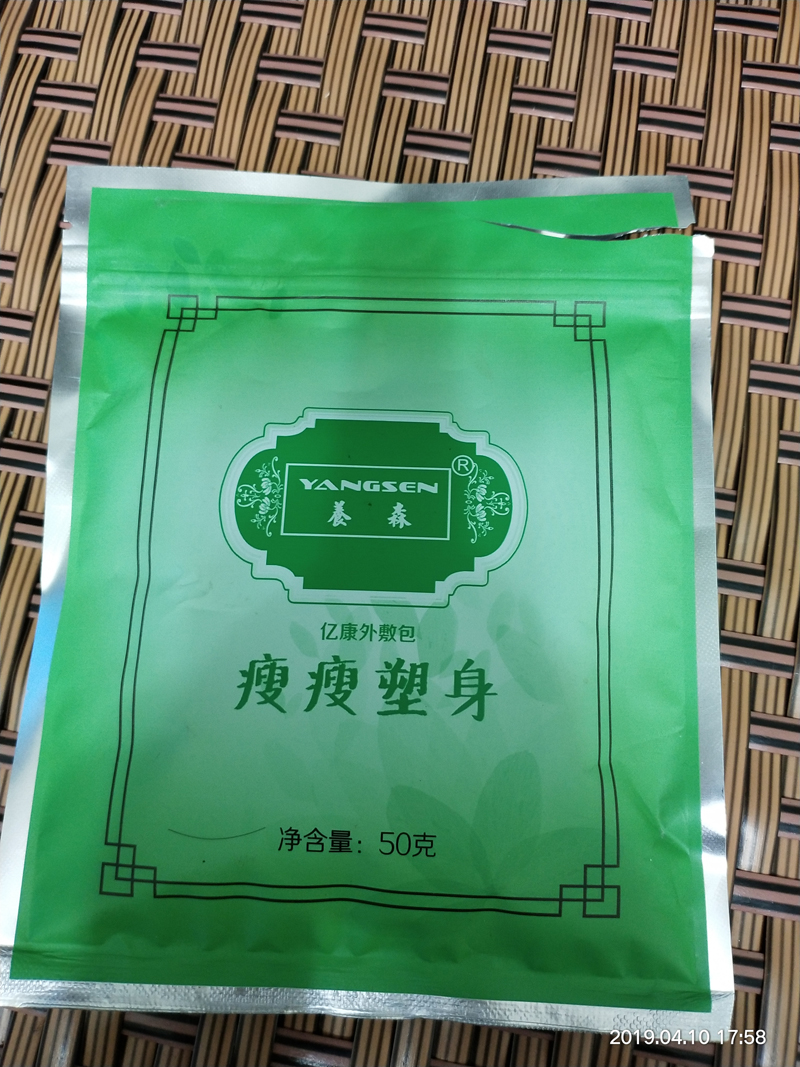 YANGSEN
®
養森
亿康外敷包
瘦瘦塑身
净含量：50克
2019.04.10 17:58